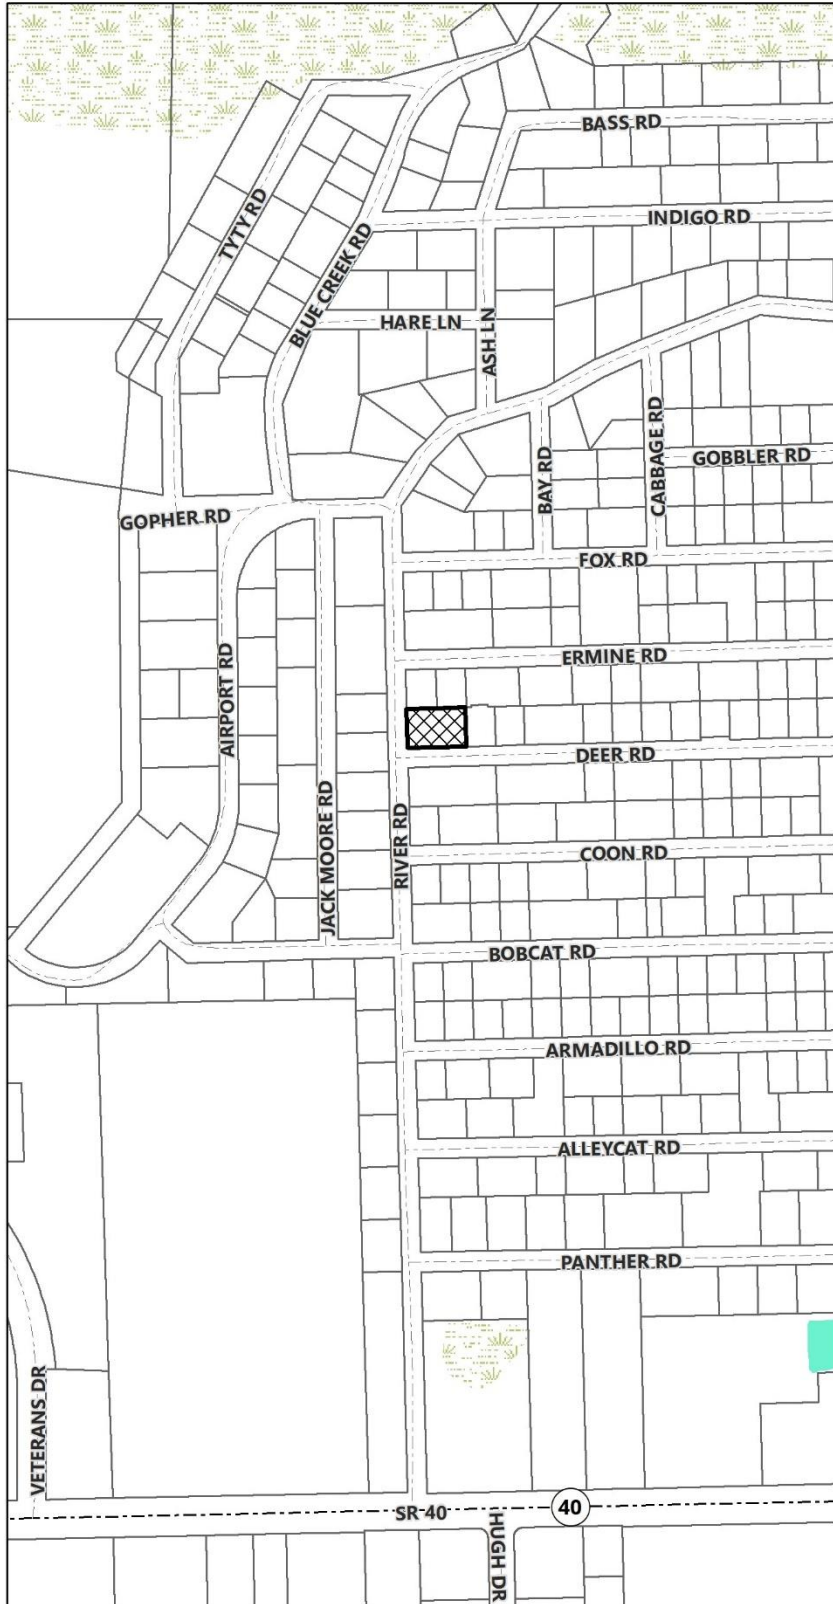 BASS RD
INDIGO RD
TYTY RD
BLUE CREEK RD
HARE LN
ASH LN
CABBAGE RD
BAY RD
GOBBLER RD
GOPHER RD
FOX RD
ERMINE RD
AIRPORT RD
DEER RD
JACK MOORE RD
RIVER RD
COON RD
BOBCAT RD
ARMADILLO RD
ALLEYCAT RD
PANTHER RD
VETERANS DR
SR 40
40
HUGH DR